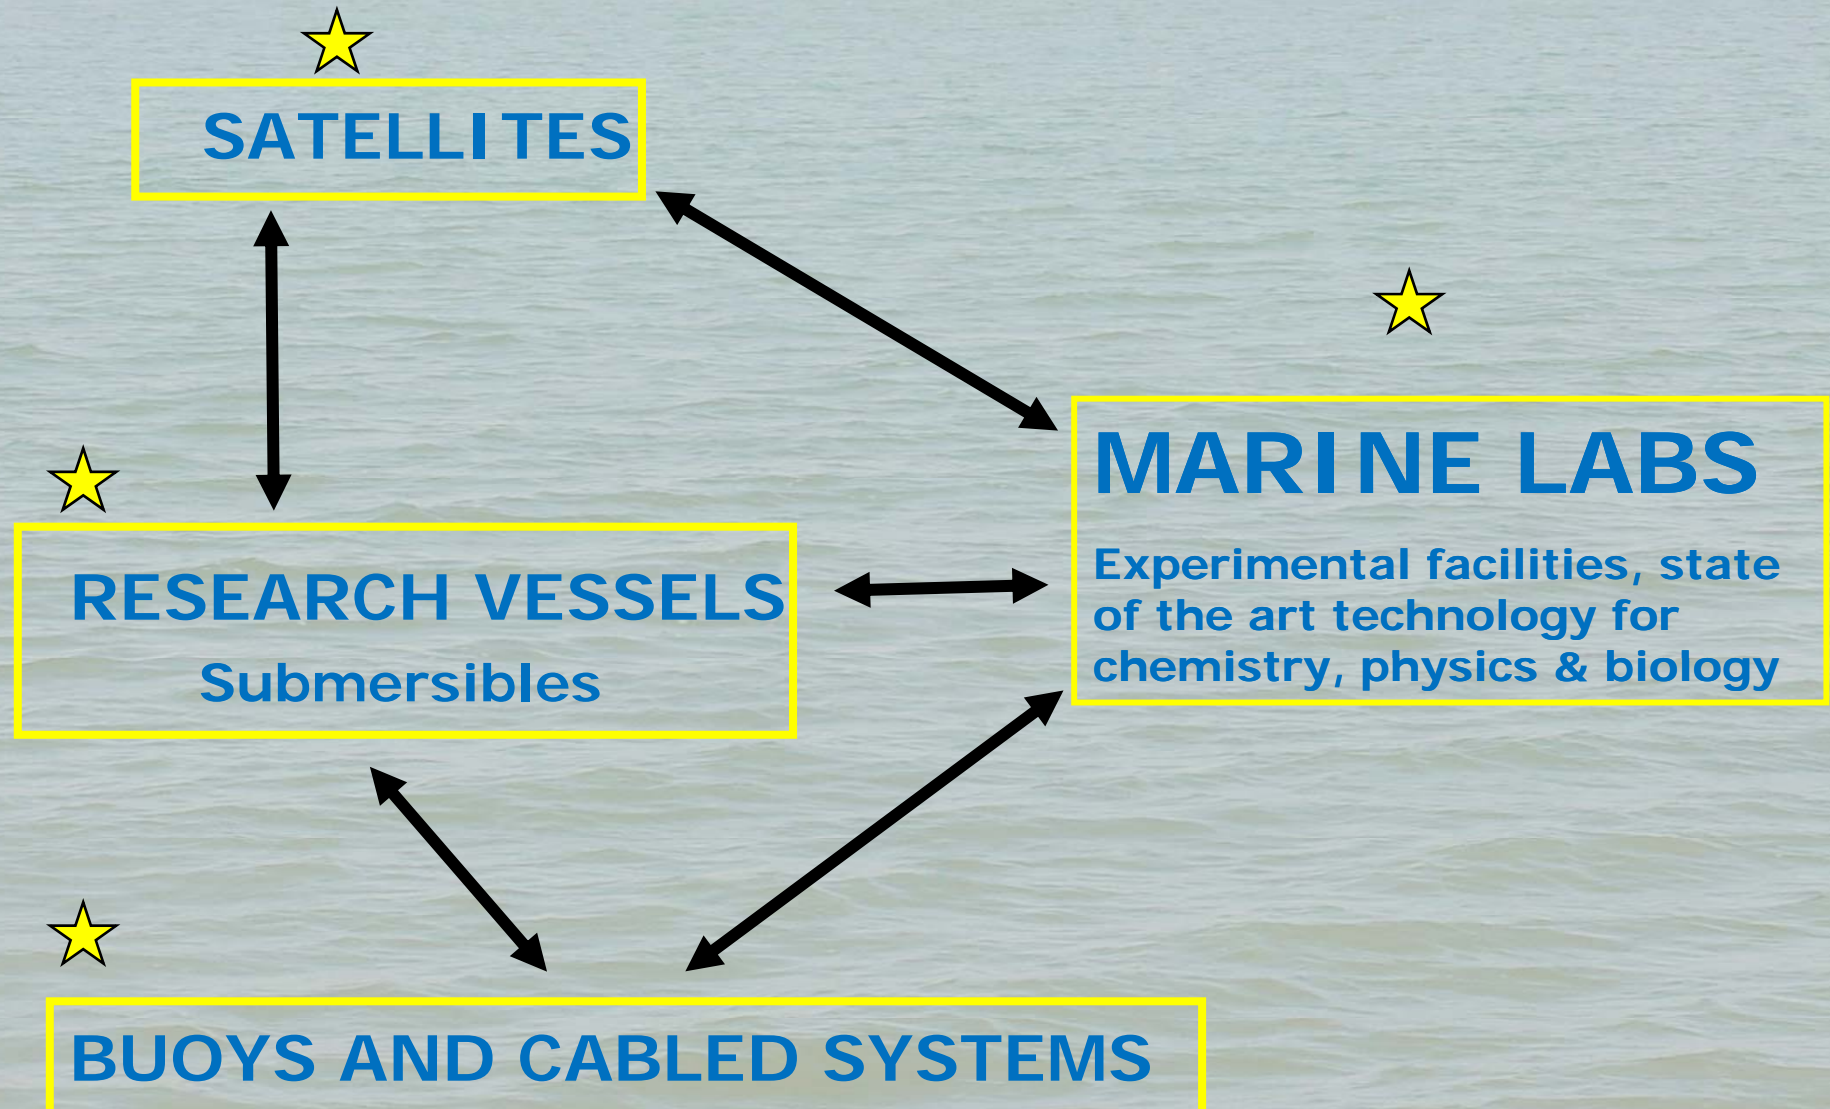 SATELLITES
RESEARCH VESSELS
Submersibles
MARINE LABS
Experimental facilities, state
of the art technology for
chemistry, physics & biology
BUOYS AND CABLED SYSTEMS